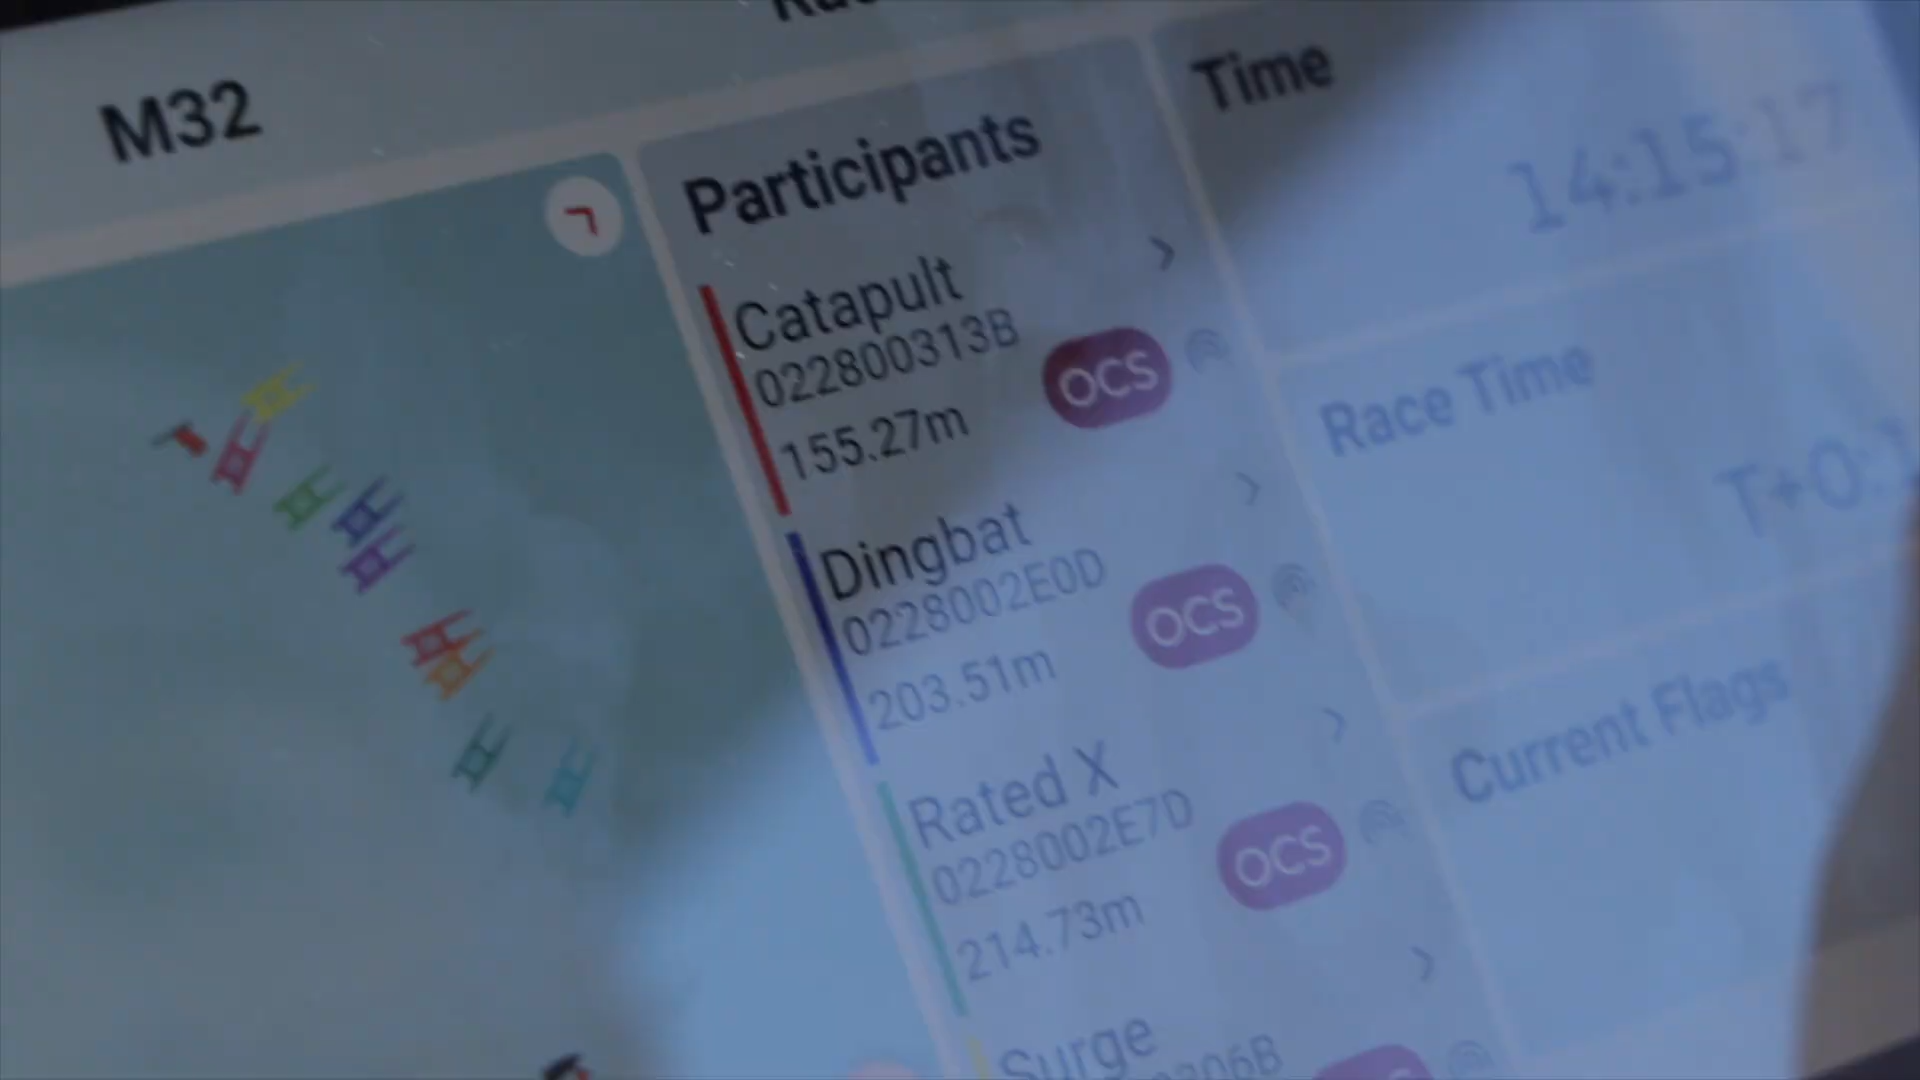 M32
Participants
Catapult
022800313B
OCS
155.27m
Dingbat
0228002E0D
OCS
203.51m
Rated X
0228002E7D
OCS
214.73m
Surge
Time
14:15:17
Race Time
Current Flags